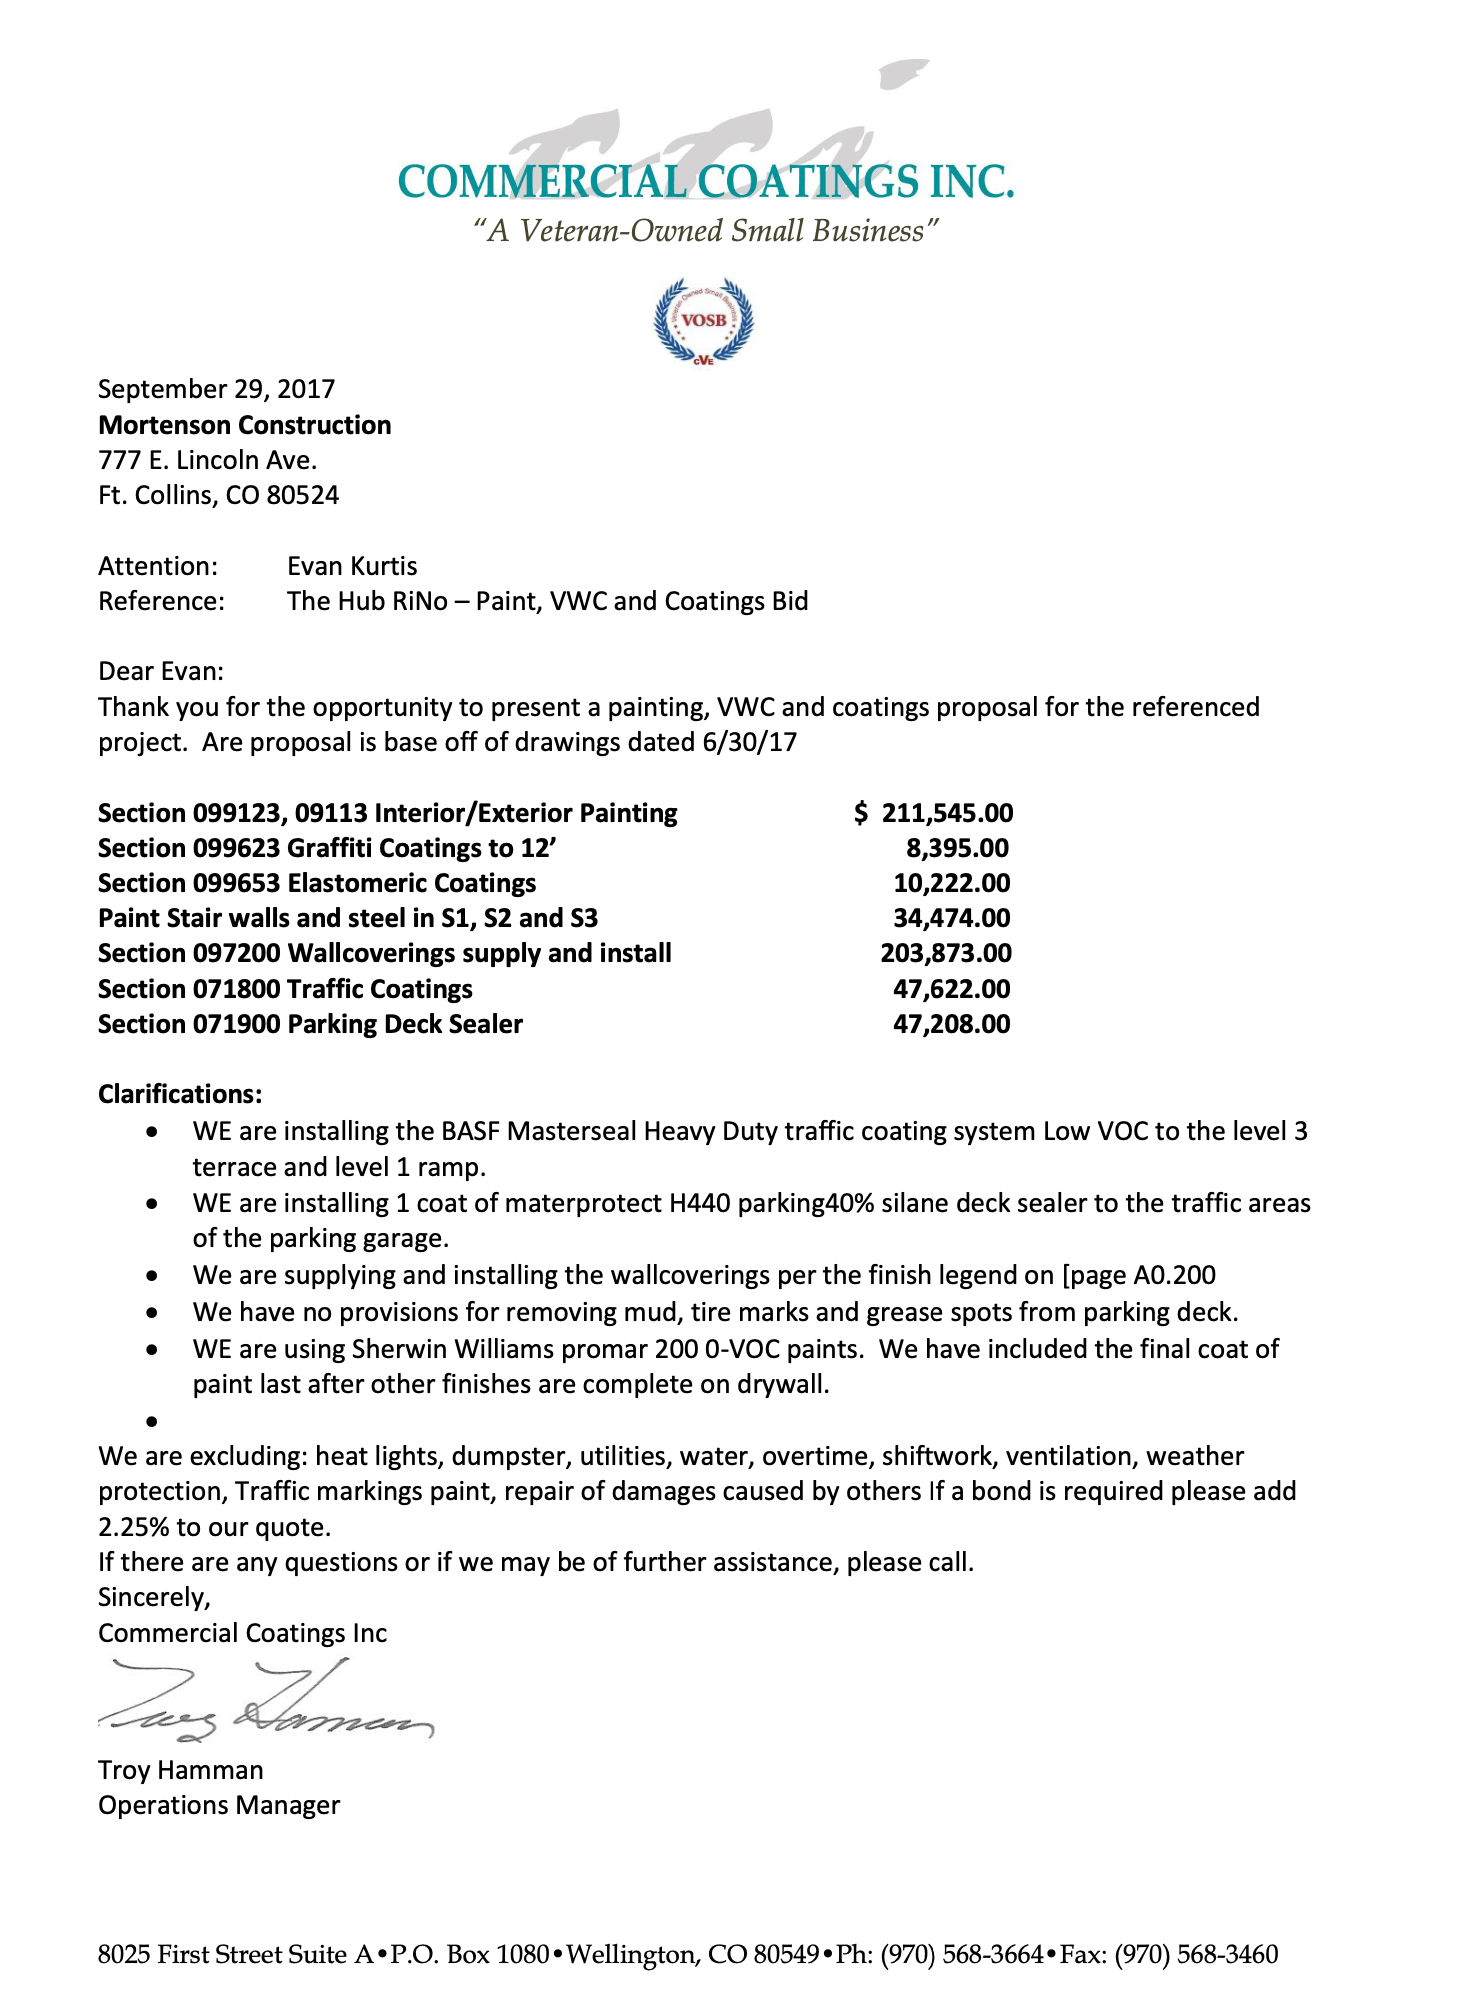 cci
COMMERCIAL COATINGS INC.
“A Veteran-Owned Small Business”
Veteran Owned Small Business
VOSB
CVE
September 29, 2017
Mortenson Construction
777 E. Lincoln Ave.
Ft. Collins, CO 80524
Attention: Evan Kurtis
Reference: The Hub RiNo – Paint, VWC and Coatings Bid
Dear Evan:
Thank you for the opportunity to present a painting, VWC and coatings proposal for the referenced
project.  Are proposal is base off of drawings dated 6/30/17
Section 099123, 09113 Interior/Exterior Painting $ 211,545.00
Section 099623 Graffiti Coatings to 12’ 8,395.00
Section 099653 Elastomeric Coatings 10,222.00
Paint Stair walls and steel in S1, S2 and S3 34,474.00
Section 097200 Wallcoverings supply and install 203,873.00
Section 071800 Traffic Coatings 47,622.00
Section 071900 Parking Deck Sealer 47,208.00
Clarifications:
• WE are installing the BASF Masterseal Heavy Duty traffic coating system Low VOC to the level 3
terrace and level 1 ramp.
• WE are installing 1 coat of materprotect H440 parking40% silane deck sealer to the traffic areas
of the parking garage.
• We are supplying and installing the wallcoverings per the finish legend on [page A0.200
• We have no provisions for removing mud, tire marks and grease spots from parking deck.
• WE are using Sherwin Williams promar 200 0-VOC paints.  We have included the final coat of
paint last after other finishes are complete on drywall.
•
We are excluding: heat lights, dumpster, utilities, water, overtime, shiftwork, ventilation, weather
protection, Traffic markings paint, repair of damages caused by others If a bond is required please add
2.25% to our quote.
If there are any questions or if we may be of further assistance, please call.
Sincerely,
Commercial Coatings Inc
Troy Hamman
Troy Hamman
Operations Manager
8025 First Street Suite A•P.O. Box 1080•Wellington, CO 80549•Ph: (970) 568-3664•Fax: (970) 568-3460